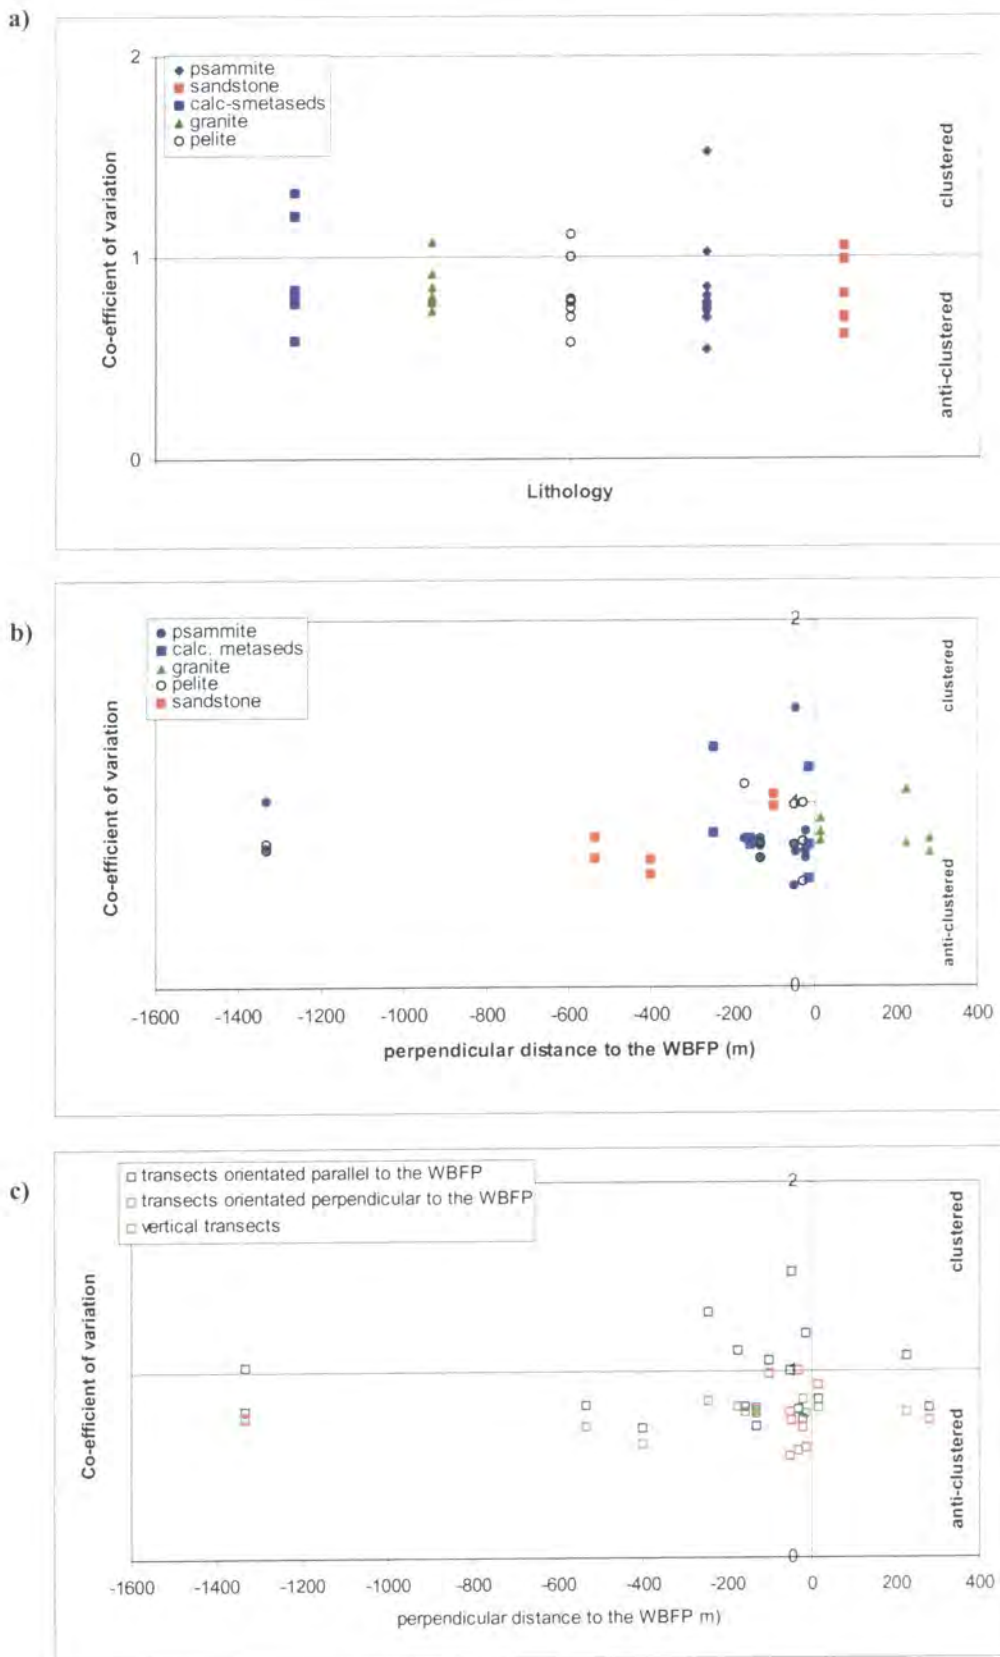 a)
2
psammite
sandstone
calc-smetaseds
granite
pelite
Co-efficient of variation
clustered
1
anti-clustered
0
Lithology
b)
2
psammite
calc. metaseds
granite
pelite
sandstone
Co-efficient of variation
clustered
1
anti-clustered
0
-1600 -1400 -1200 -1000 -800 -600 -400 -200 0 200 400
perpendicular distance to the WBFP (m)
c)
2
transects orientated parallel to the WBFP
transects orientated perpendicular to the WBFP
vertical transects
Co-efficient of variation
clustered
1
anti-clustered
0
-1600 -1400 -1200 -1000 -800 -600 -400 -200 0 200 400
perpendicular distance to the WBFP m)